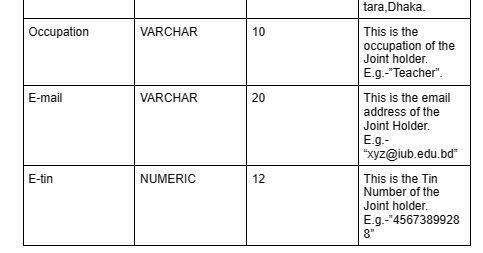 tara,Dhaka.
Occupation VARCHAR 10 This is the
occupation of the
Joint holder.
E.g.-”Teacher”.
E-mail VARCHAR 20 This is the email
address of the
Joint Holder.
E.g.-
“xyz@iub.edu.bd”
E-tin NUMERIC 12 This is the Tin
Number of the
Joint holder.
E.g.-”4567389928
8”